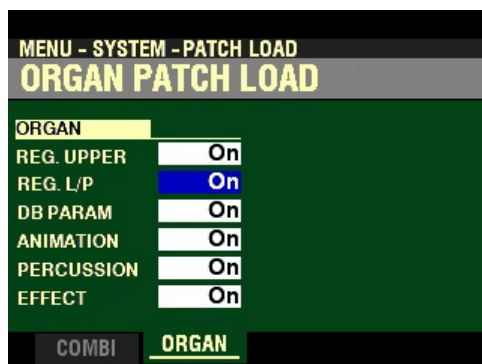 MENU - SYSTEM - PATCH LOAD
ORGAN PATCH LOAD
ORGAN
REG. UPPER On
REG. L/P On
DB PARAM On
ANIMATION On
PERCUSSION On
EFFECT On
COMBI ORGAN